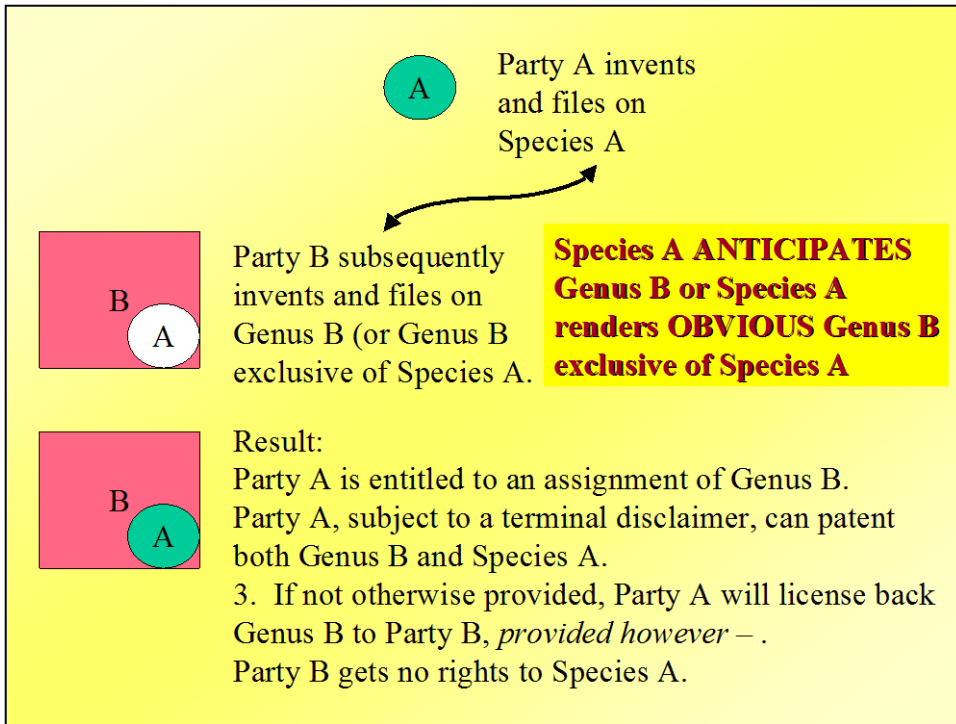 A
Party A invents
and files on
Species A
B
A
Party B subsequently
invents and files on
Genus B (or Genus B
exclusive of Species A.
Species A ANTICIPATES
Genus B or Species A
renders OBVIOUS Genus B
exclusive of Species A
B
A
Result:
Party A is entitled to an assignment of Genus B.
Party A, subject to a terminal disclaimer, can patent
both Genus B and Species A.
3. If not otherwise provided, Party A will license back
Genus B to Party B, provided however – .
Party B gets no rights to Species A.